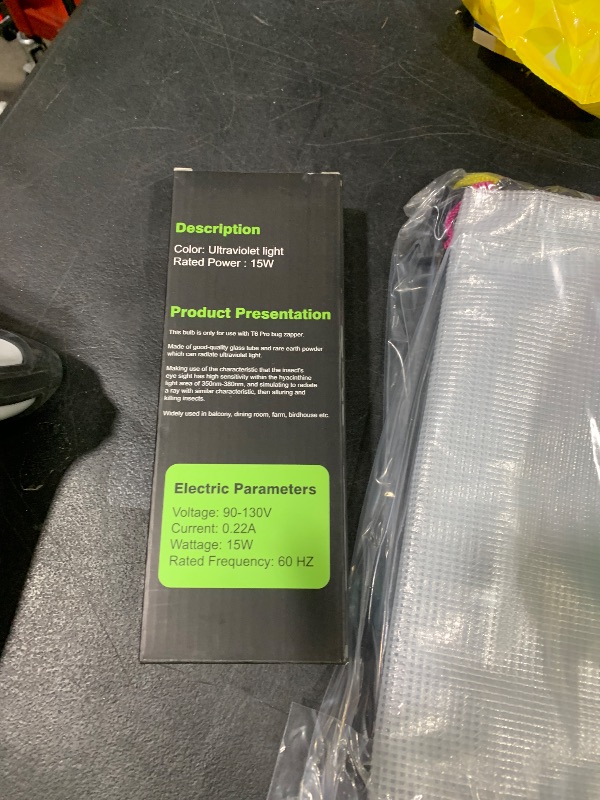 Description
Color: Ultraviolet light
Rated Power : 15W
Product Presentation
This bulb is only for use with T8 Pro bug zapper.
Made of good-quality glass tube and rare earth powder
which can radiate ultraviolet light.
Making use of the characteristic that the insect's
eye sight has high sensitivity within the hyacinthine
light area of 350nm-380nm, and simulating to radiate
a ray with similar characteristic, then alluring and
killing insects.
Widely used in balcony, dining room, farm, birdhouse etc.
Electric Parameters
Voltage: 90-130V
Current: 0.22A
Wattage: 15W
Rated Frequency: 60 HZ